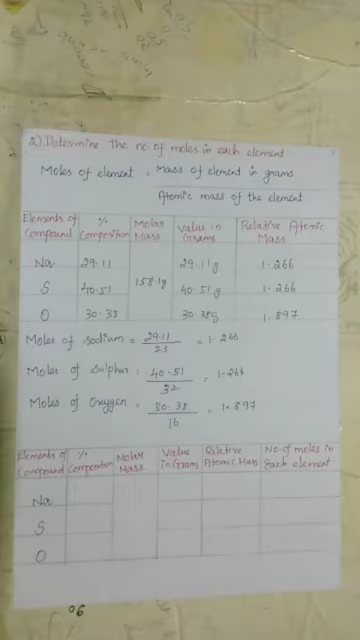 2) Determine the no. of moles in each element
Moles of element = Mass of element in grams
Atomic mass of the element
Elements of Compound % Composition Molar Mass Value in Grams Relative Atomic Mass
Na 29.11 158.1g 29.11g 1.266
S 40.51 40.51g 1.266
O 30.38 30.38g 1.897
Moles of sodium = 29.11 / 23 = 1.266
Moles of Sulphur : 40.51 / 32 = 1.266
Moles of Oxygen = 30.38 / 16 = 1.897
Elements of Compound % Composition Molar Mass Value in Gram Relative Atomic Mass No. of moles in each element
Na
S
O